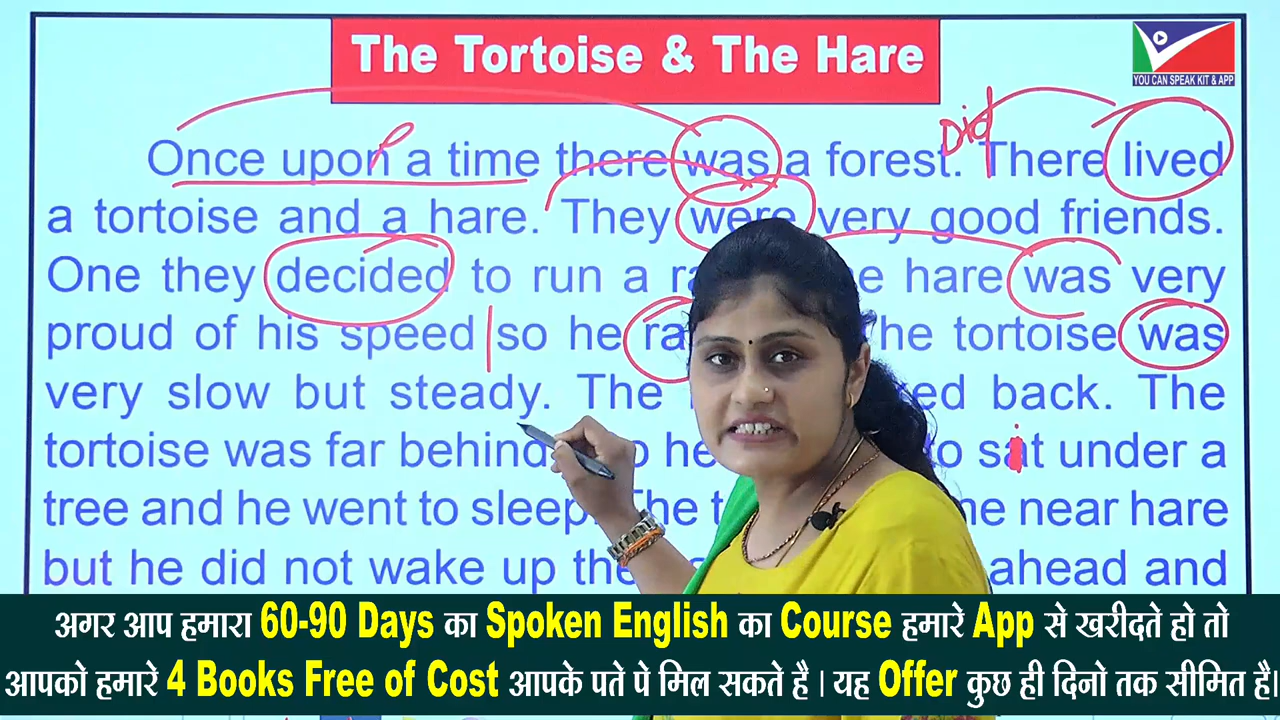 The Tortoise & The Hare
YOU CAN SPEAK KIT & APP
Did
Once upon a time there was a forest. There lived
a tortoise and a hare. They were very good friends.
One they decided to run a hare was very
proud of his speed so he tortoise was
very slow but steady. The back. The
tortoise was far behind he to sat under a
tree and he went to sleep. near hare
but he did not wake up ahead and
अगर आप हमारा 60-90 Days का Spoken English का Course हमारे App से खरीदते हो तो
आपको हमारे 4 Books Free of Cost आपके पते पे मिल सकते है । यह Offer कुछ ही दिनो तक सीमित है।